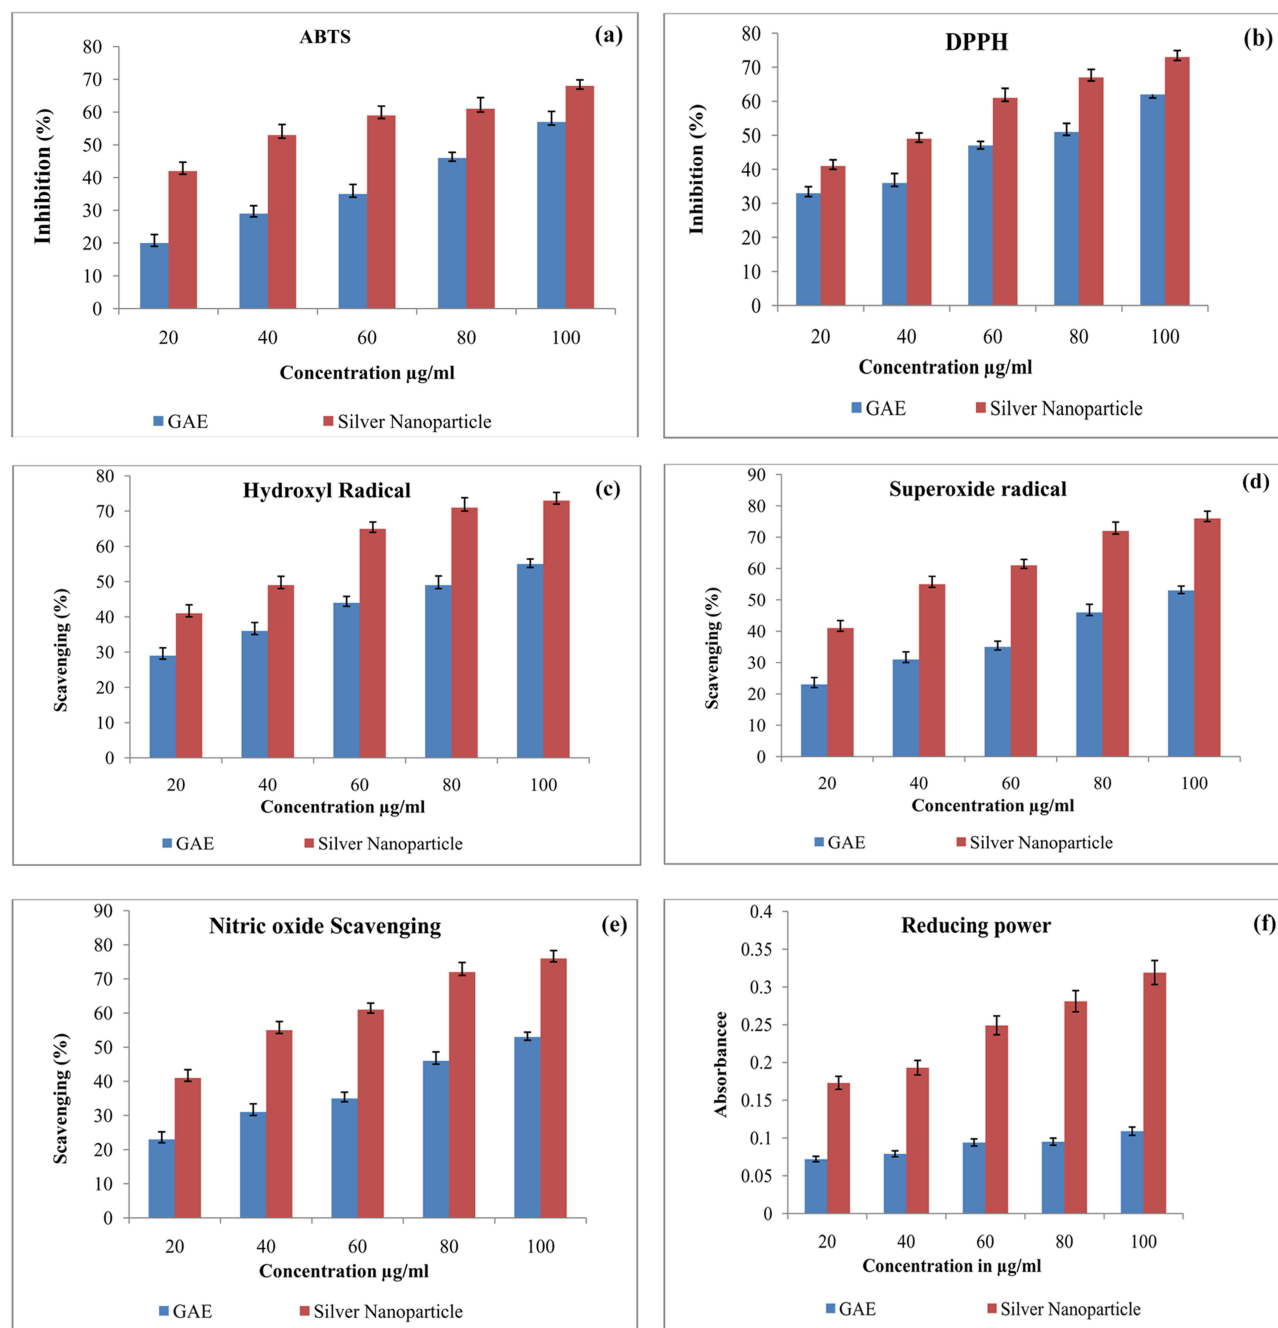 ABTS
(a)
80
70
60
50
40
30
20
10
0
Inhibition (%)
20 40 60 80 100
Concentration µg/ml
GAE Silver Nanoparticle
DPPH
(b)
80
70
60
50
40
30
20
10
0
Inhibition (%)
20 40 60 80 100
Concentration µg/ml
GAE Silver Nanoparticle
Hydroxyl Radical
(c)
80
70
60
50
40
30
20
10
0
Scavenging (%)
20 40 60 80 100
Concentration µg/ml
GAE Silver Nanoparticle
Superoxide radical
(d)
90
80
70
60
50
40
30
20
10
0
Scavenging (%)
20 40 60 80 100
Concentration µg/ml
GAE Silver Nanoparticle
Nitric oxide Scavenging
(e)
90
80
70
60
50
40
30
20
10
0
Scavenging (%)
20 40 60 80 100
Concentration µg/ml
GAE Silver Nanoparticle
Reducing power
(f)
0.4
0.35
0.3
0.25
0.2
0.15
0.1
0.05
0
Absorbancee
20 40 60 80 100
Concentration in µg/ml
GAE Silver Nanoparticle